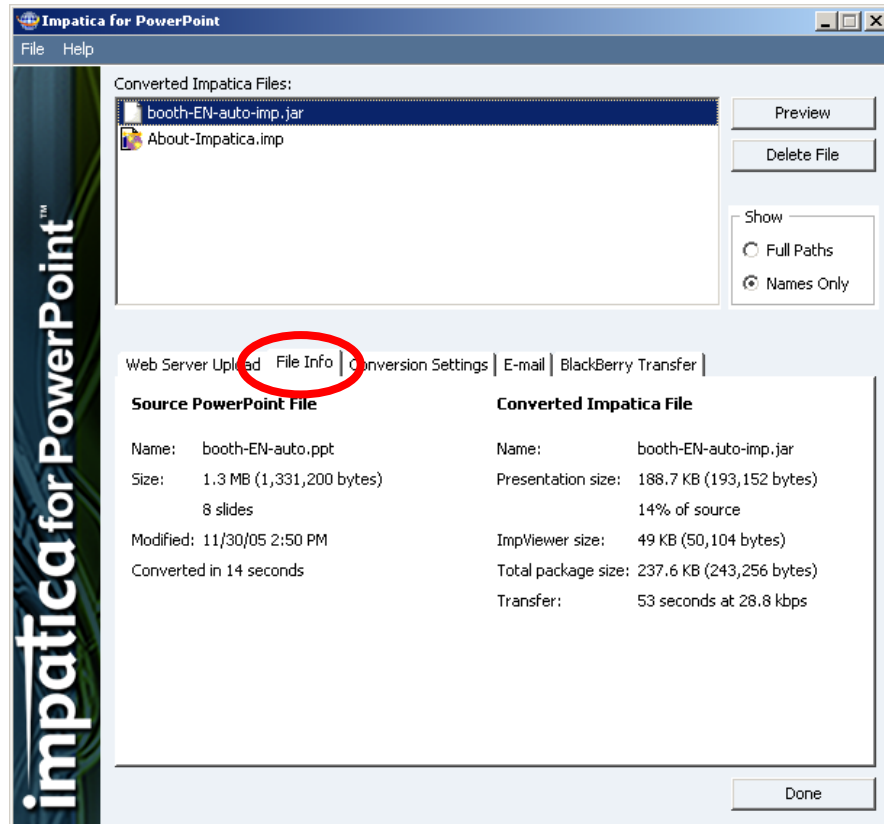 Impatica for PowerPoint
File Help
Converted Impatica Files:
booth-EN-auto-imp.jar
About-Impatica.imp
Preview
Delete File
Show
Full Paths
Names Only
impatica for PowerPoint™
Web Server Upload File Info Conversion Settings E-mail BlackBerry Transfer
Source PowerPoint File
Name: booth-EN-auto.ppt
Size: 1.3 MB (1,331,200 bytes)
8 slides
Modified: 11/30/05 2:50 PM
Converted in 14 seconds
Converted Impatica File
Name: booth-EN-auto-imp.jar
Presentation size: 188.7 KB (193,152 bytes)
14% of source
ImpViewer size: 49 KB (50,104 bytes)
Total package size: 237.6 KB (243,256 bytes)
Transfer: 53 seconds at 28.8 kbps
Done